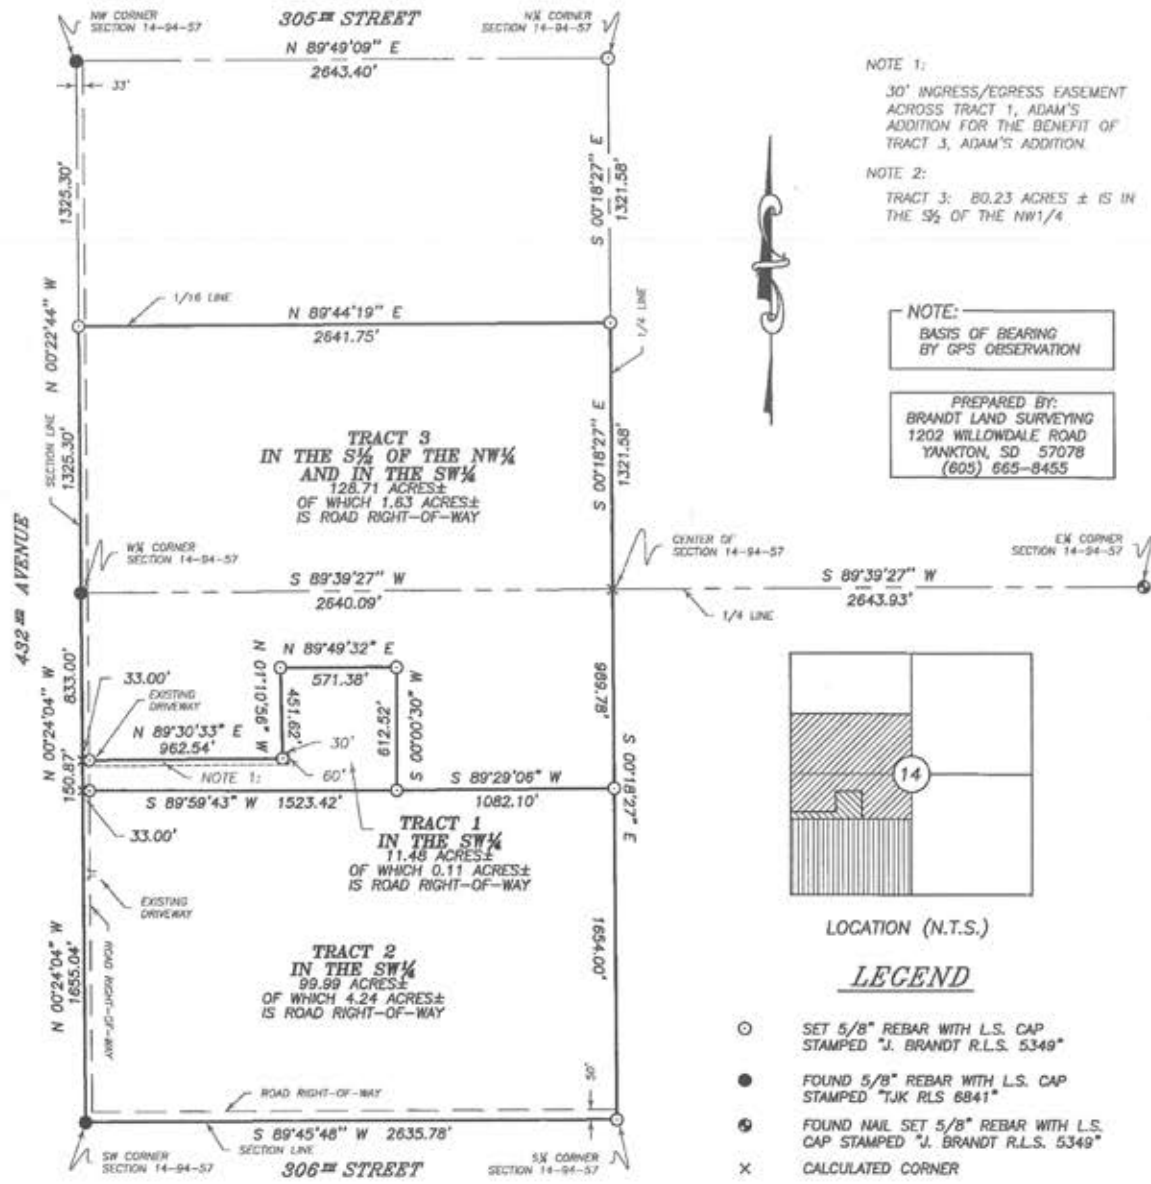 NW CORNER
SECTION 14-94-57
305TH STREET
N¼ CORNER
SECTION 14-94-57
N 89°49'09" E
2643.40'
33'
1325.30'
S 00°18'27" E
1321.58'
NOTE 1:
30' INGRESS/EGRESS EASEMENT
ACROSS TRACT 1, ADAM'S
ADDITION FOR THE BENEFIT OF
TRACT 3, ADAM'S ADDITION.
NOTE 2:
TRACT 3: 80.23 ACRES ± IS IN
THE S½ OF THE NW1/4
N 00°22'44" W
1/16 LINE
N 89°44'19" E
2641.75'
1/4 LINE
NOTE:
BASIS OF BEARING
BY GPS OBSERVATION
PREPARED BY:
BRANDT LAND SURVEYING
1202 WILLOWDALE ROAD
YANKTON, SD 57078
(605) 665-8455
SECTION LINE
1325.30'
TRACT 3
IN THE S½ OF THE NW¼
AND IN THE SW¼
128.71 ACRES±
OF WHICH 1.63 ACRES±
IS ROAD RIGHT-OF-WAY
S 00°18'27" E
1321.58'
432ND AVENUE
W¼ CORNER
SECTION 14-94-57
CENTER OF
SECTION 14-94-57
E¼ CORNER
SECTION 14-94-57
S 89°39'27" W
2640.09'
S 89°39'27" W
2643.93'
1/4 LINE
N 00°24'04" W
833.00'
33.00'
EXISTING
DRIVEWAY
N 89°49'32" E
571.38'
N 01°10'56" W
451.62'
612.52'
S 00°00'30" W
989.78'
N 89°30'33" E
962.54'
30'
60'
150.87'
NOTE 1:
S 89°59'43" W 1523.42'
S 89°29'06" W
1082.10'
S 00°18'27" E
33.00'
TRACT 1
IN THE SW¼
11.48 ACRES±
OF WHICH 0.11 ACRES±
IS ROAD RIGHT-OF-WAY
14
LOCATION (N.T.S.)
EXISTING
DRIVEWAY
N 00°24'04" W
1655.04'
ROAD RIGHT-OF-WAY
TRACT 2
IN THE SW¼
99.99 ACRES±
OF WHICH 4.24 ACRES±
IS ROAD RIGHT-OF-WAY
1654.00'
LEGEND
SET 5/8" REBAR WITH L.S. CAP
STAMPED "J. BRANDT R.L.S. 5349"
FOUND 5/8" REBAR WITH L.S. CAP
STAMPED "TJK RLS 6841"
FOUND NAIL SET 5/8" REBAR WITH L.S.
CAP STAMPED "J. BRANDT R.L.S. 5349"
CALCULATED CORNER
ROAD RIGHT-OF-WAY
50'
S 89°45'48" W 2635.78'
SECTION LINE
SW CORNER
SECTION 14-94-57
306TH STREET
S¼ CORNER
SECTION 14-94-57